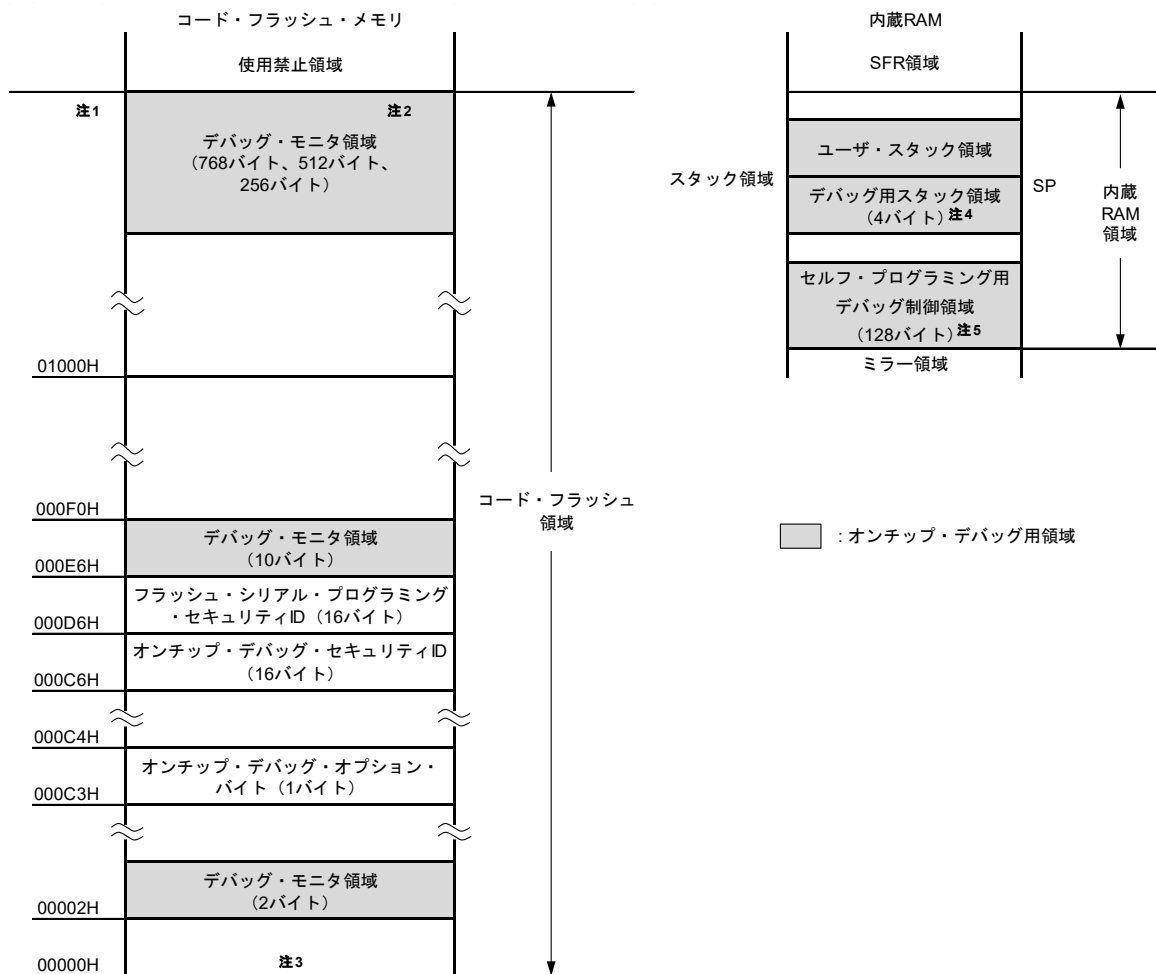 コード・フラッシュ・メモリ
使用禁止領域
注1
注2
デバッグ・モニタ領域
(768バイト、512バイト、
256バイト)
01000H
000F0H
デバッグ・モニタ領域
(10バイト)
000E6H
フラッシュ・シリアル・プログラミング
・セキュリティID（16バイト）
000D6H
オンチップ・デバッグ・セキュリティID
(16バイト)
000C6H
000C4H
オンチップ・デバッグ・オプション・
バイト（1バイト）
000C3H
デバッグ・モニタ領域
(2バイト)
00002H
注3
00000H
コード・フラッシュ
領域
内蔵RAM
SFR領域
ユーザ・スタック領域
スタック領域
デバッグ用スタック領域
(4バイト) 注4
SP
内蔵
RAM
領域
セルフ・プログラミング用
デバッグ制御領域
(128バイト) 注5
ミラー領域
: オンチップ・デバッグ用領域